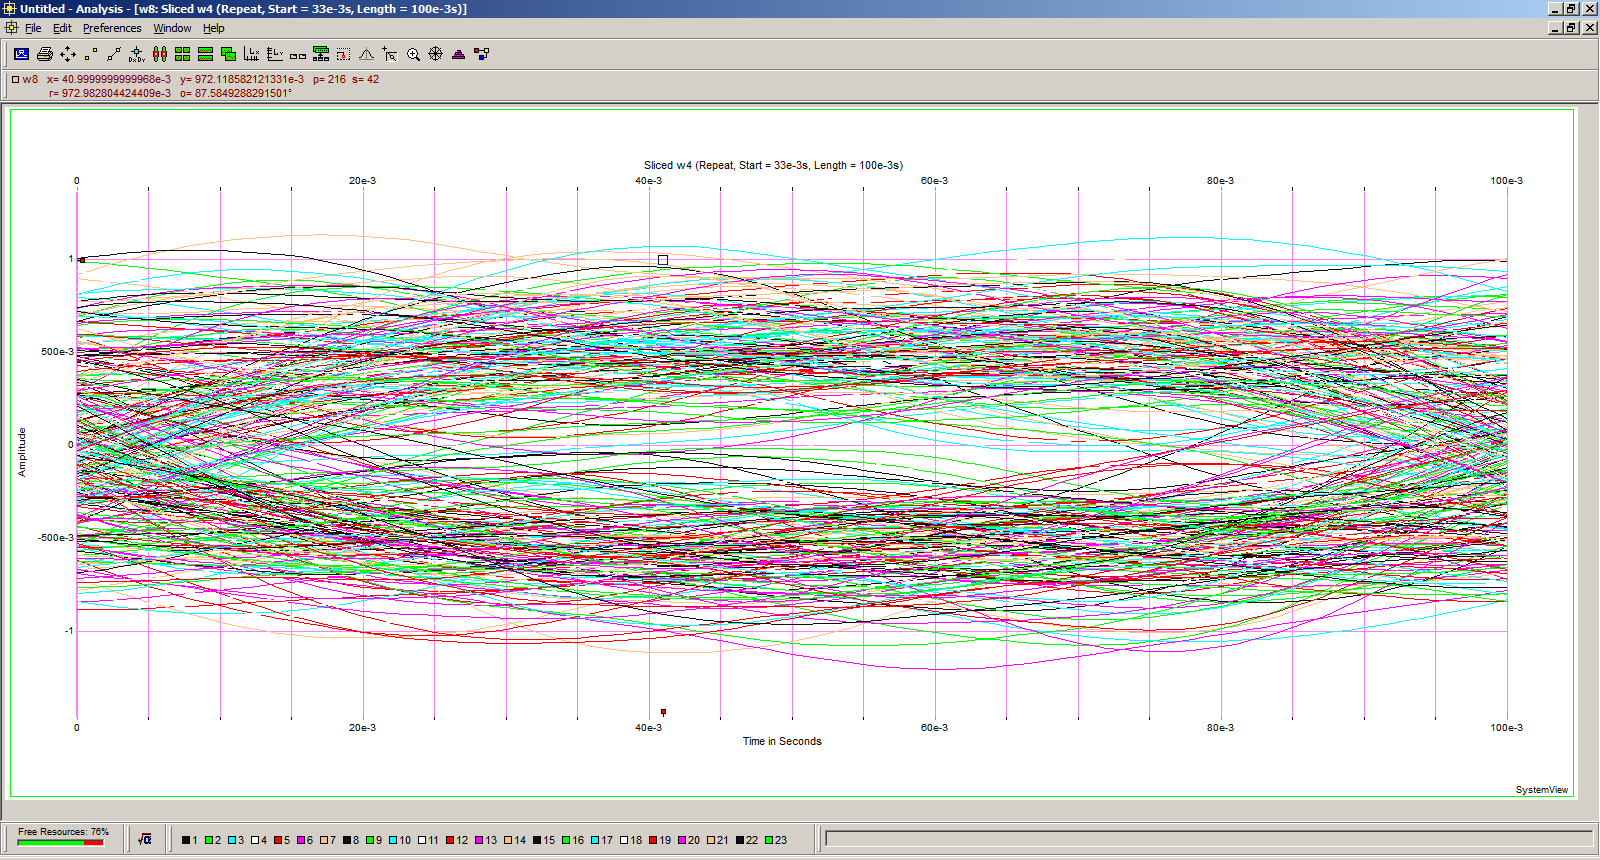 Untitled - Analysis - [w8: Sliced w4 (Repeat, Start = 33e-3s, Length = 100e-3s)]
File Edit Preferences Window Help
w8 x= 40.9999999999968e-3 y= 972.118582121331e-3 p= 216 s= 42
r= 972.982804424409e-3 o= 87.5849288291501°
Sliced w4 (Repeat, Start = 33e-3s, Length = 100e-3s)
0 20e-3 40e-3 60e-3 80e-3 100e-3
1
500e-3
0
-500e-3
-1
Amplitude
0 20e-3 40e-3 60e-3 80e-3 100e-3
Time in Seconds
SystemView
Free Resources: 76%
√α
1 2 3 4 5 6 7 8 9 10 11 12 13 14 15 16 17 18 19 20 21 22 23